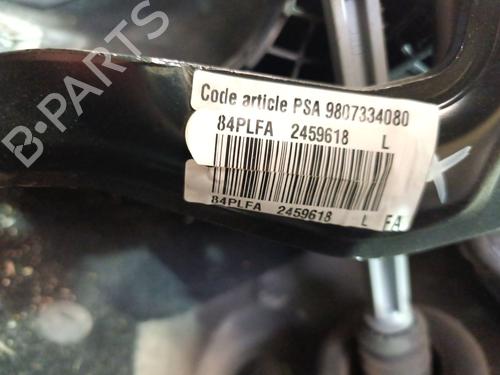 B-PARTS
Code article PSA 9807334080
84PLFA 2459618 L
84PLFA 2459618 L FA